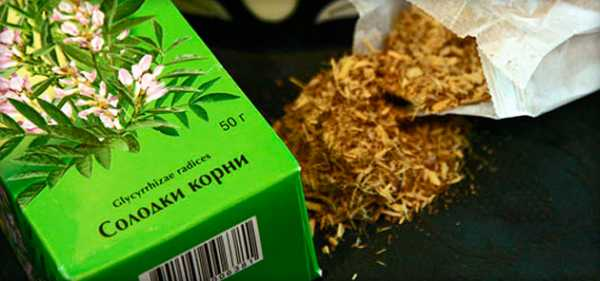 50 г
Glycyrrhizae radices
Солодки корни